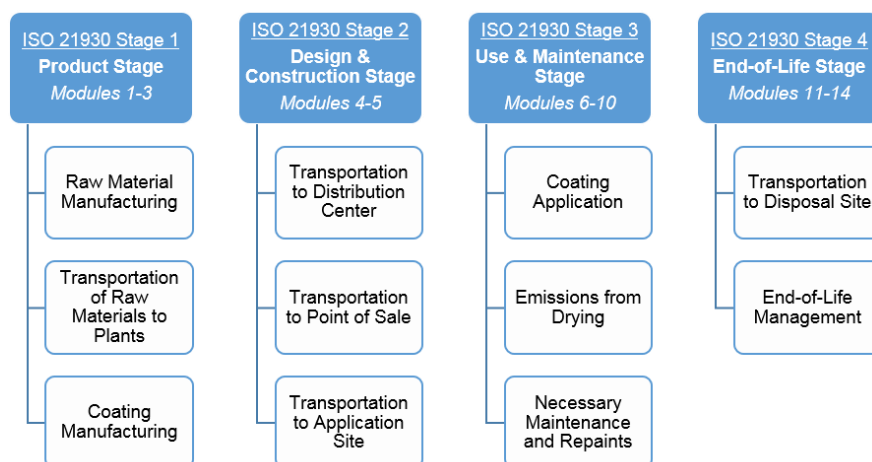 ISO 21930 Stage 1
Product Stage
Modules 1-3
Raw Material
Manufacturing
Transportation
of Raw
Materials to
Plants
Coating
Manufacturing
ISO 21930 Stage 2
Design &
Construction Stage
Modules 4-5
Transportation
to Distribution
Center
Transportation
to Point of Sale
Transportation
to Application
Site
ISO 21930 Stage 3
Use & Maintenance
Stage
Modules 6-10
Coating
Application
Emissions from
Drying
Necessary
Maintenance
and Repaints
ISO 21930 Stage 4
End-of-Life Stage
Modules 11-14
Transportation
to Disposal Site
End-of-Life
Management